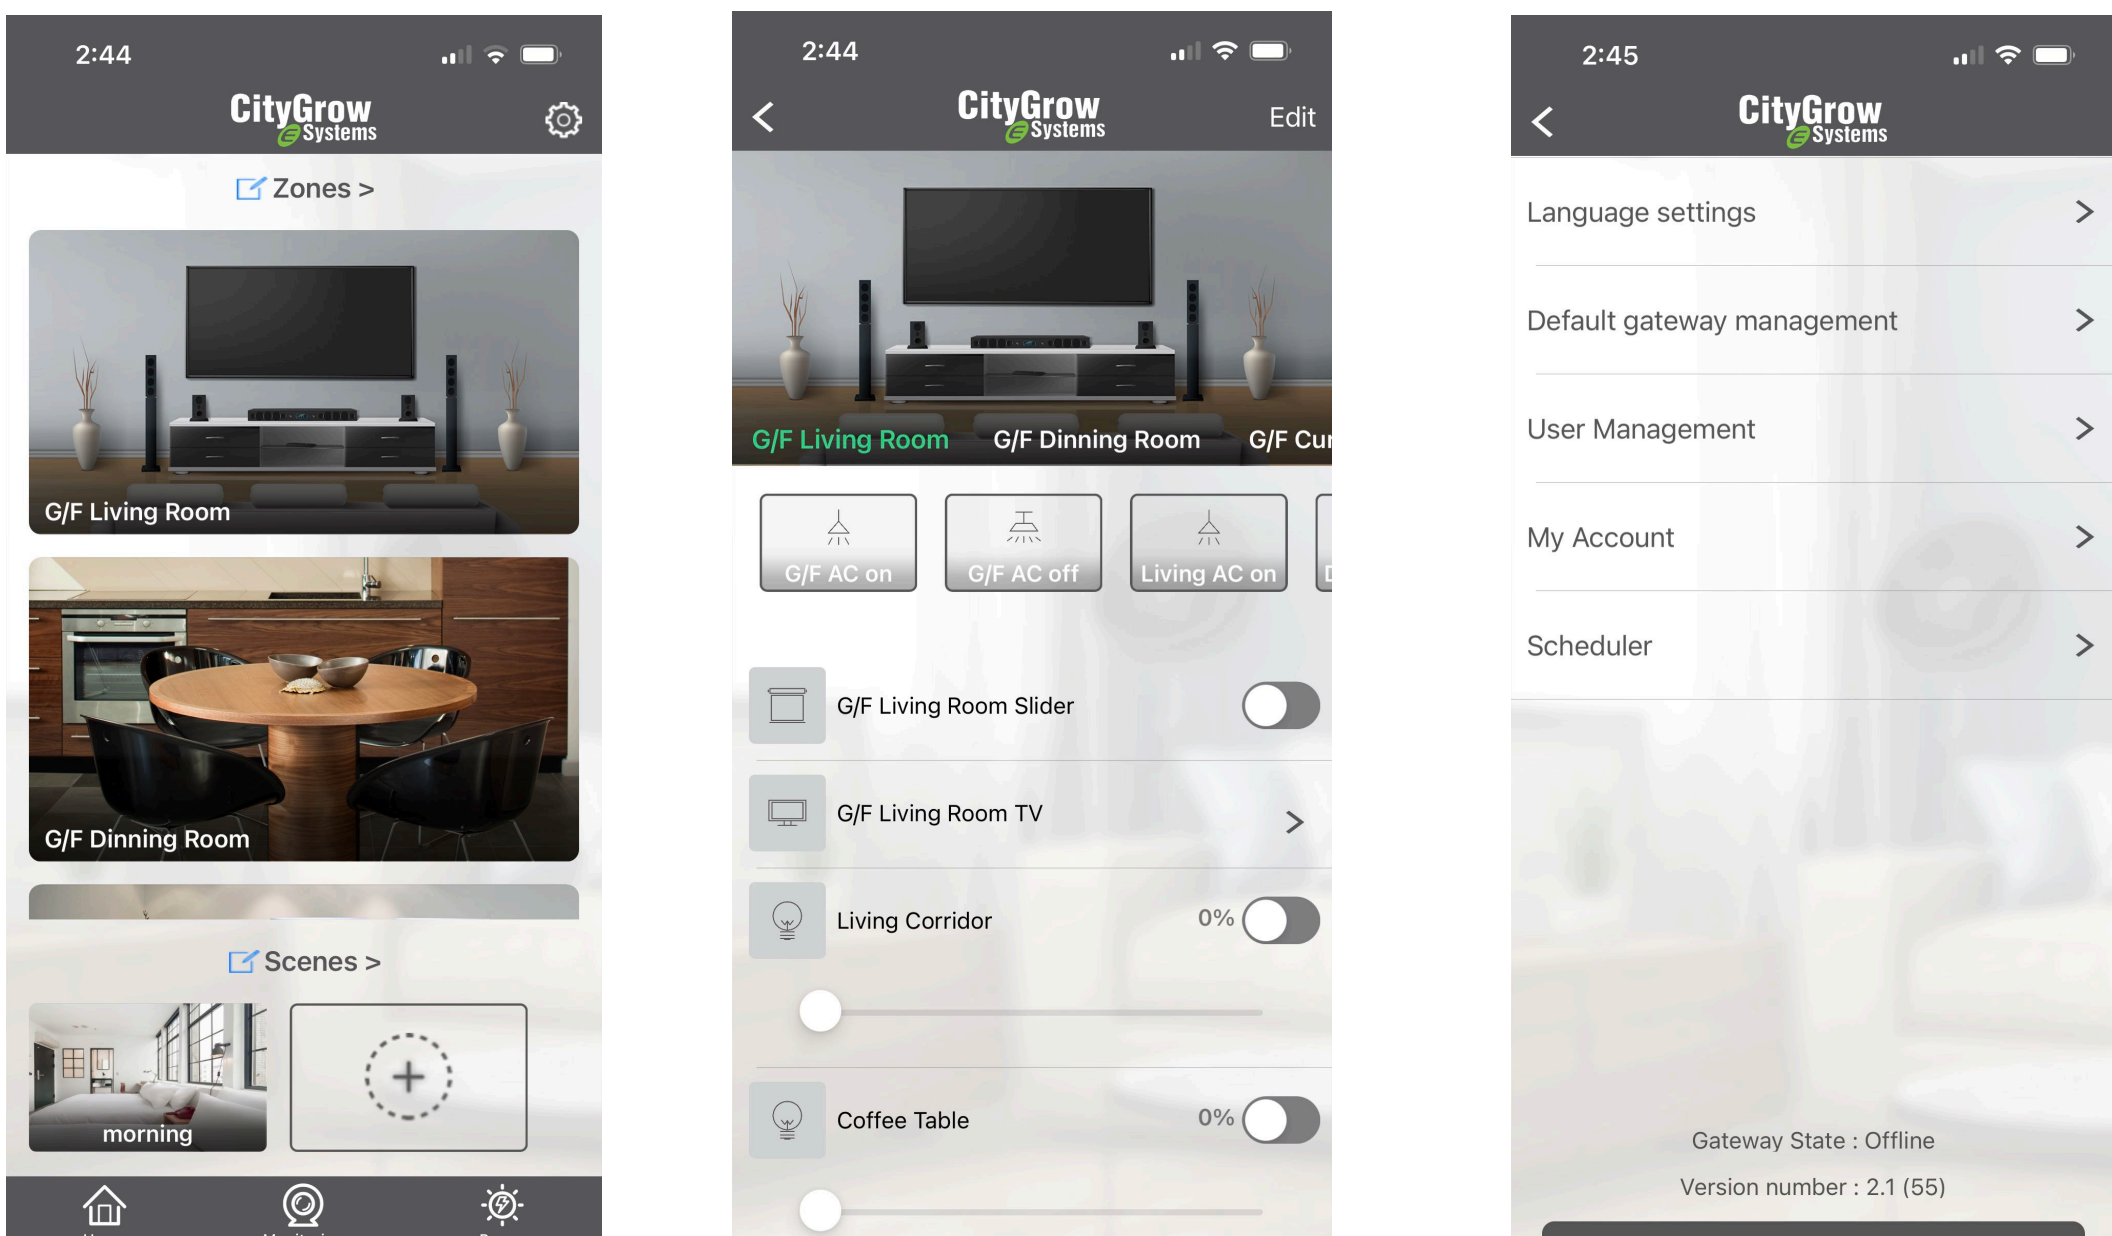 2:44
CityGrow
Systems
Zones >
G/F Living Room
G/F Dinning Room
Scenes >
morning
2:44
CityGrow
Systems
Edit
G/F Living Room
G/F Dinning Room
G/F Cur
G/F AC on
G/F AC off
Living AC on
G/F Living Room Slider
G/F Living Room TV
Living Corridor
0%
Coffee Table
0%
2:45
CityGrow
Systems
Language settings
Default gateway management
User Management
My Account
Scheduler
Gateway State : Offline
Version number : 2.1 (55)